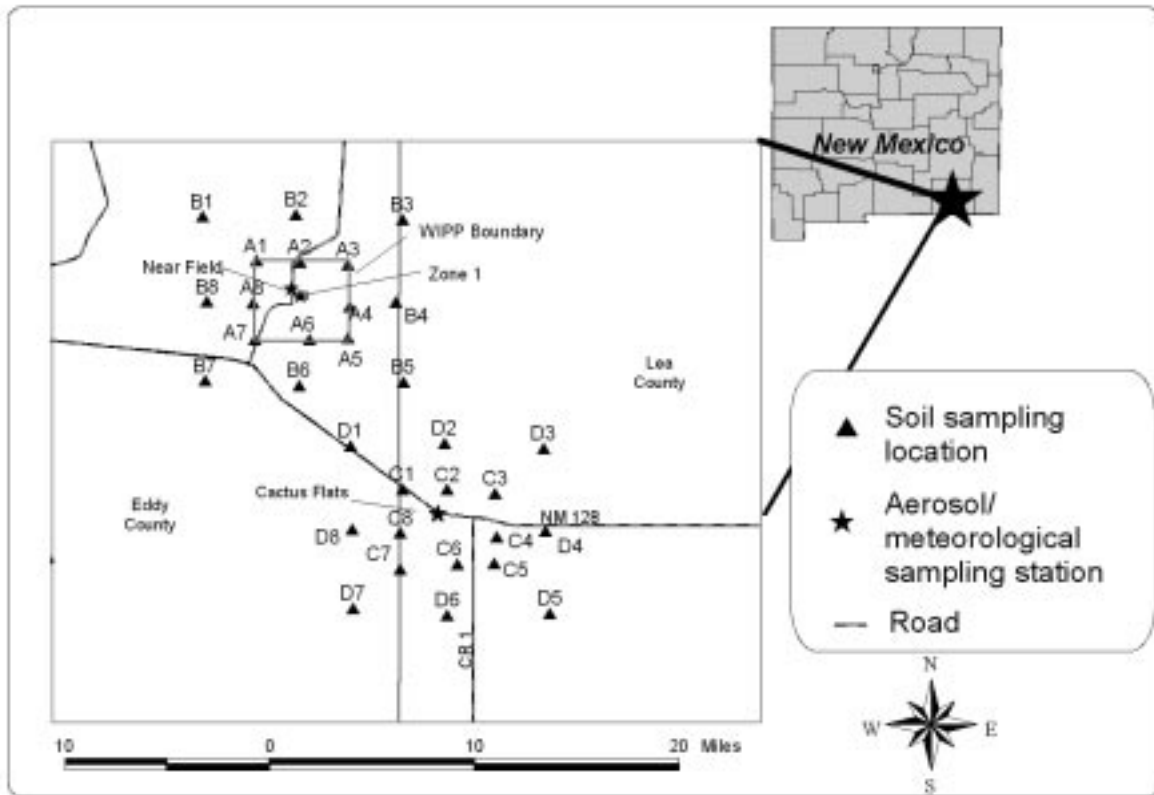 New Mexico
B1
B2
B3
WIPP Boundary
A1
A2
A3
Near Field
Zone 1
B8
A8
A4
B4
A7
A6
A5
B7
B6
B5
Lea
County
D1
D2
D3
Soil sampling
location
Aerosol/
meteorological
sampling station
Road
C1
C2
C3
Cactus Flats
Eddy
County
C8
NM 128
D8
C7
C6
C4
D4
C5
D7
D6
D5
CR 1
N
W
E
S
10
0
10
20
Miles